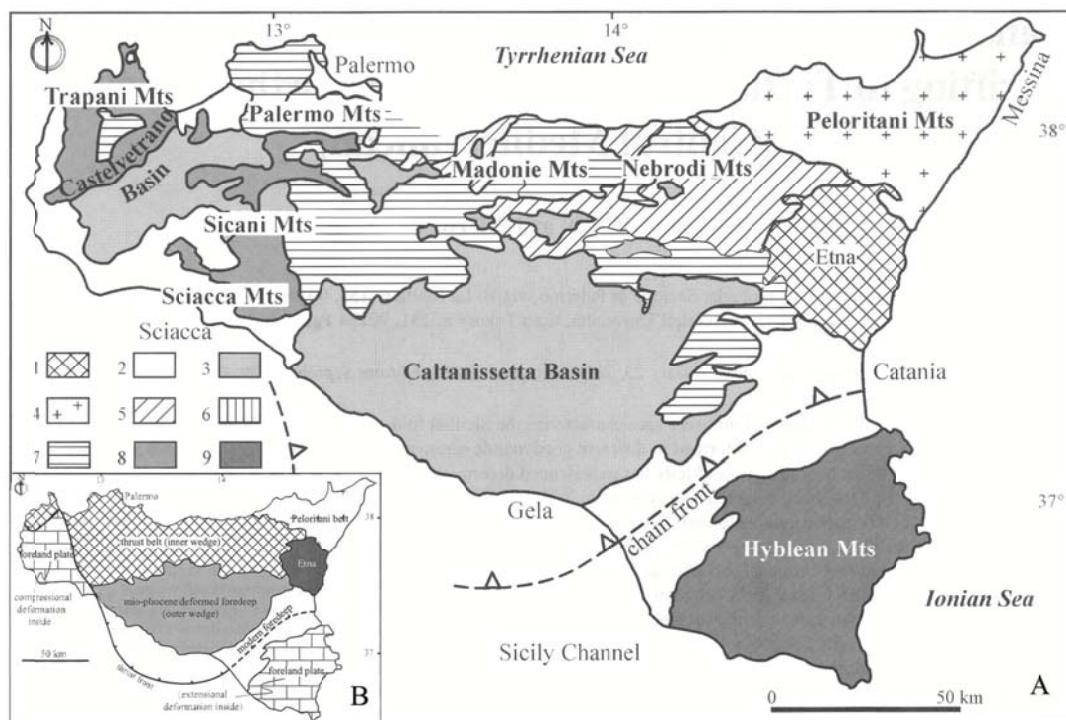 13°
14°
N
Tyrrhenian Sea
Palermo
Messina
Trapani Mts
Palermo Mts
Peloritani Mts
38°
Castelvetrano
Basin
Madonie Mts
Nebrodi Mts
Sicani Mts
Etna
Sciacca Mts
Sciacca
1 2 3
4 5 6
7 8 9
Caltanissetta Basin
Catania
37°
Gela
chain front
Hyblean Mts
Ionian Sea
Sicily Channel
0 50 km
A
Palermo
38
Peloritani belt
thrust belt (inner wedge)
foreland plate
Etna
compressional
deformation
inside
mio-pliocene deformed foredeep
(outer wedge)
modern foredeep
50 km
37
foreland plate
(extensional
deformation inside)
B